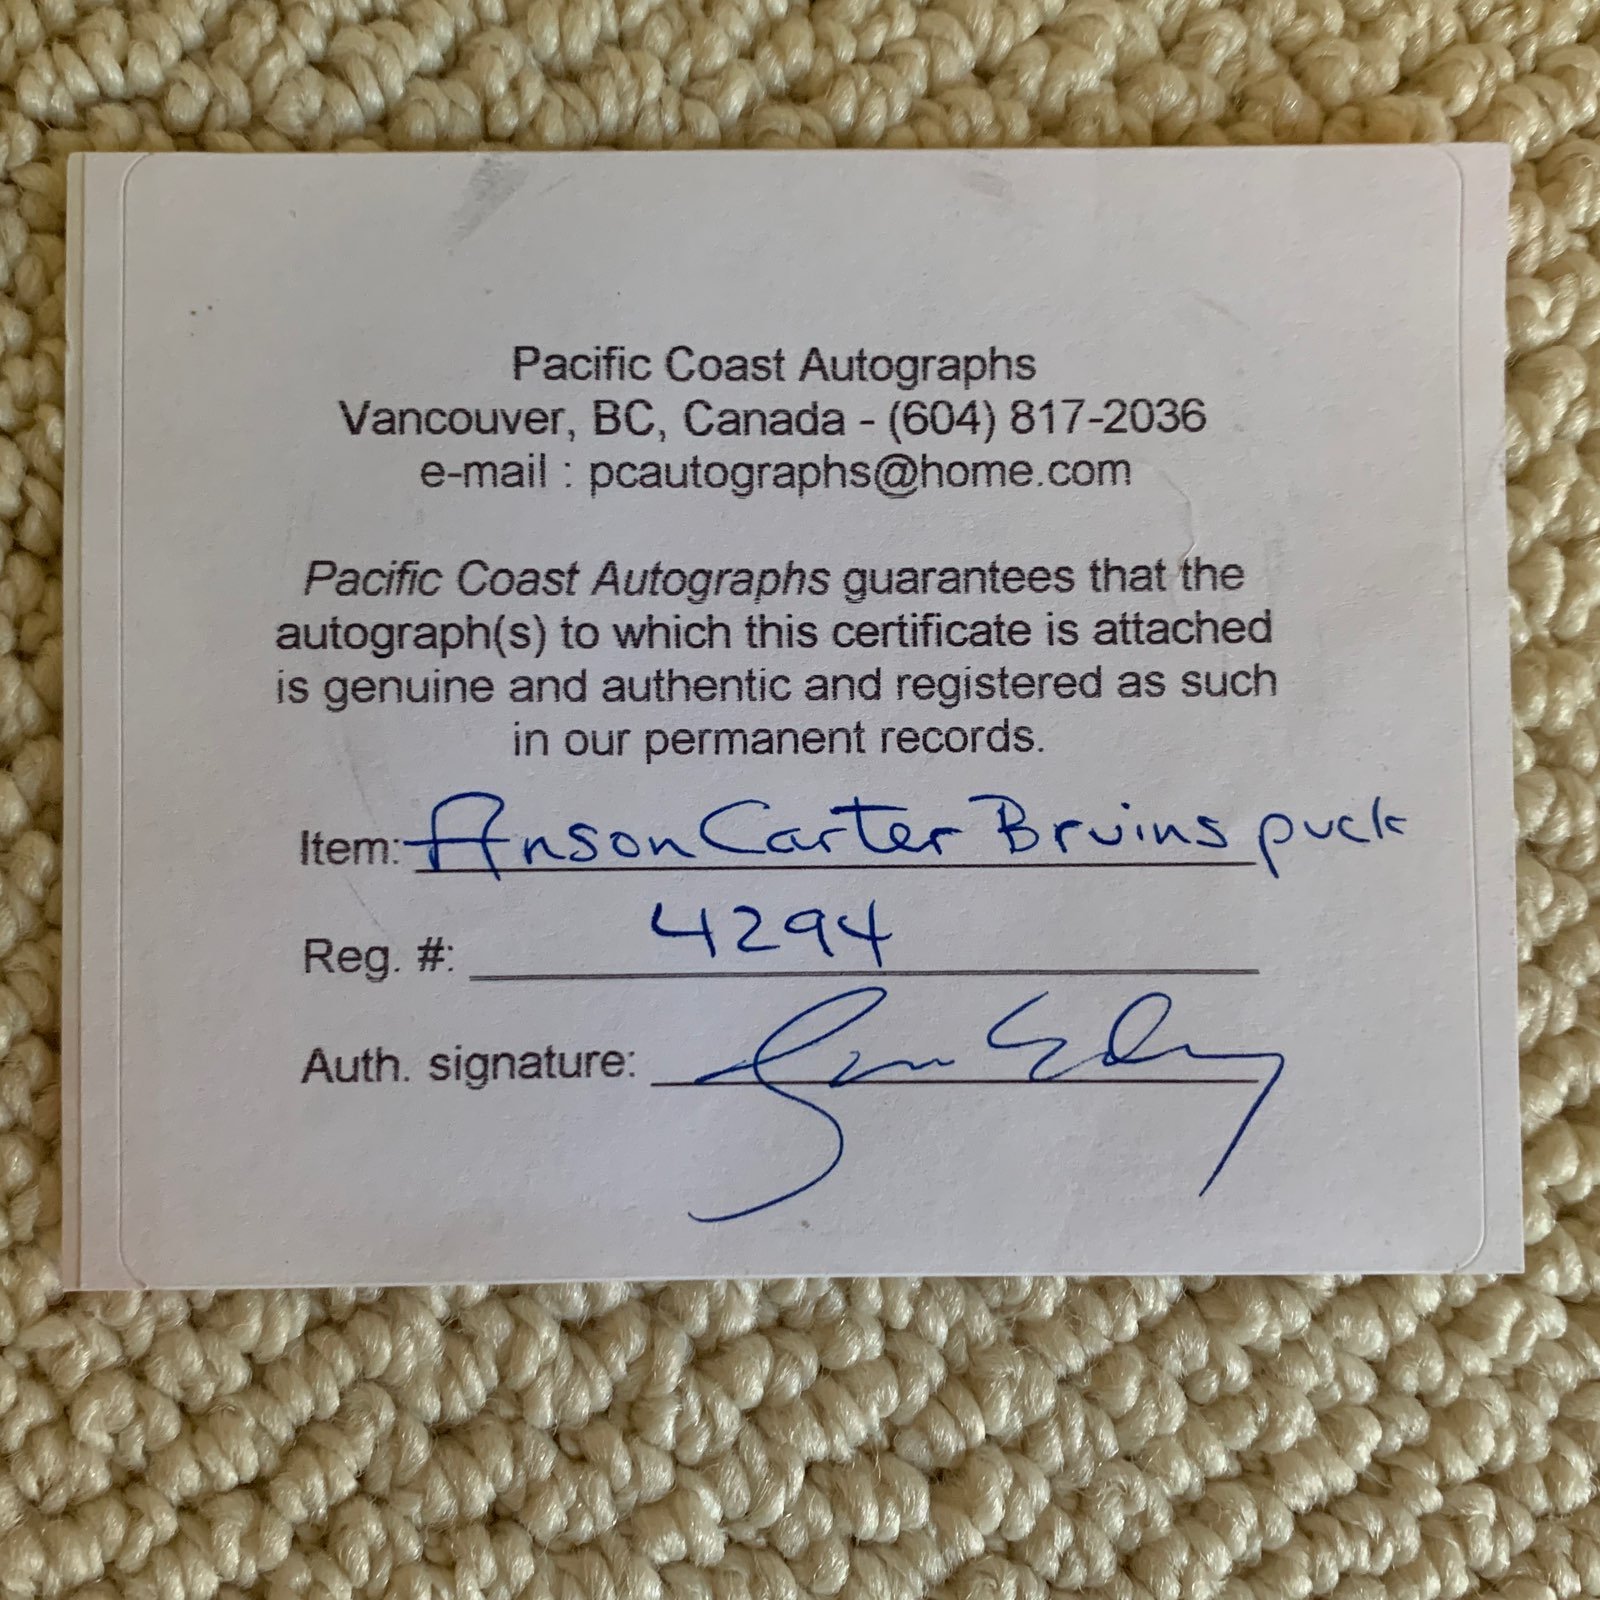 Pacific Coast Autographs
Vancouver, BC, Canada - (604) 817-2036
e-mail : pcautographs@home.com
Pacific Coast Autographs guarantees that the
autograph(s) to which this certificate is attached
is genuine and authentic and registered as such
in our permanent records.
Item: Anson Carter Bruins puck
Reg. #: 4294
Auth. signature: